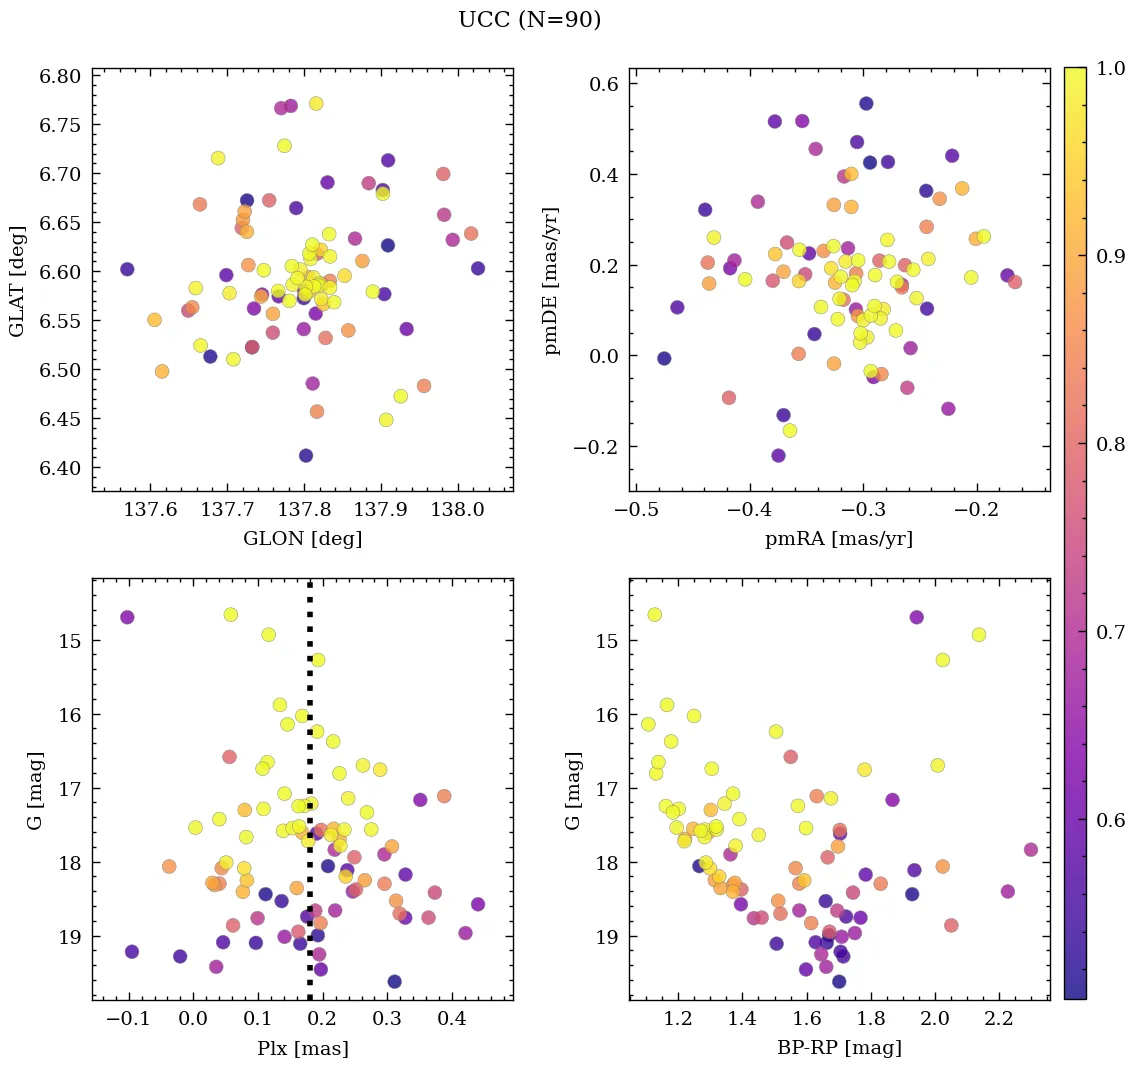 UCC (N=90)
6.80
6.75
6.70
6.65
6.60
6.55
6.50
6.45
6.40
GLAT [deg]
137.6 137.7 137.8 137.9 138.0
GLON [deg]
0.6
0.4
0.2
0.0
−0.2
pmDE [mas/yr]
−0.5 −0.4 −0.3 −0.2
pmRA [mas/yr]
1.0
0.9
0.8
0.7
0.6
15
16
17
18
19
G [mag]
−0.1 0.0 0.1 0.2 0.3 0.4
Plx [mas]
15
16
17
18
19
G [mag]
1.2 1.4 1.6 1.8 2.0 2.2
BP-RP [mag]